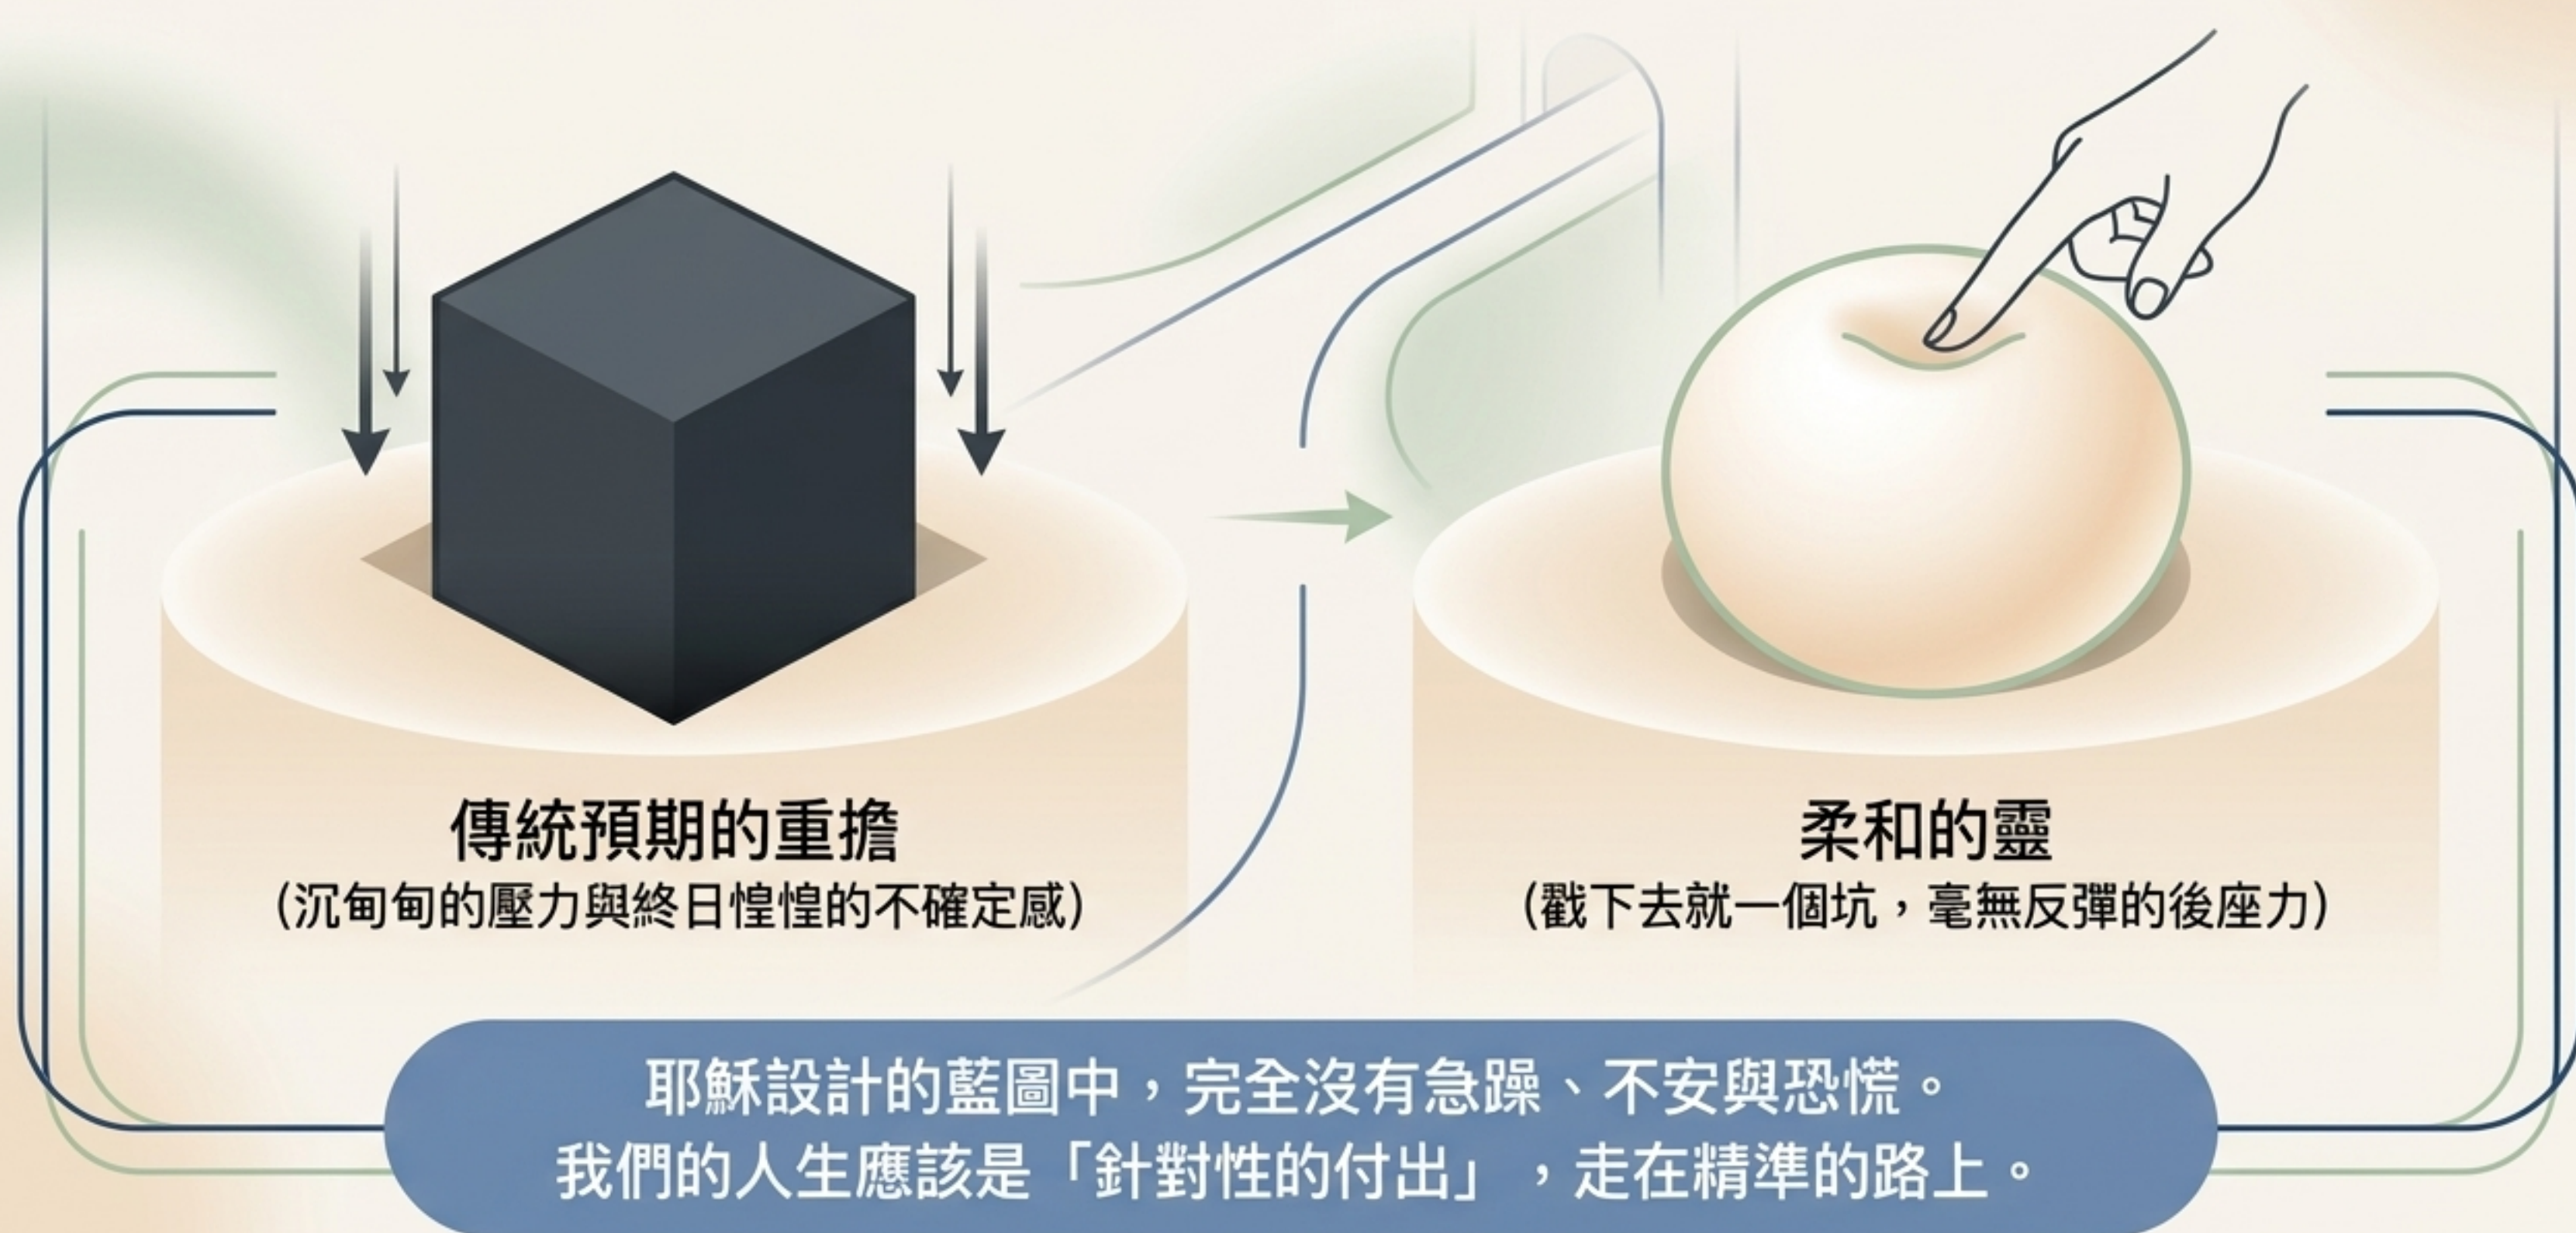 傳統預期的重擔
(沉甸甸的壓力與終日惶惶的不確定感)
柔和的靈
(戳下去就一個坑，毫無反彈的後座力)
耶穌設計的藍圖中，完全沒有急躁、不安與恐慌。
我們的人生應該是「針對性的付出」，走在精準的路上。